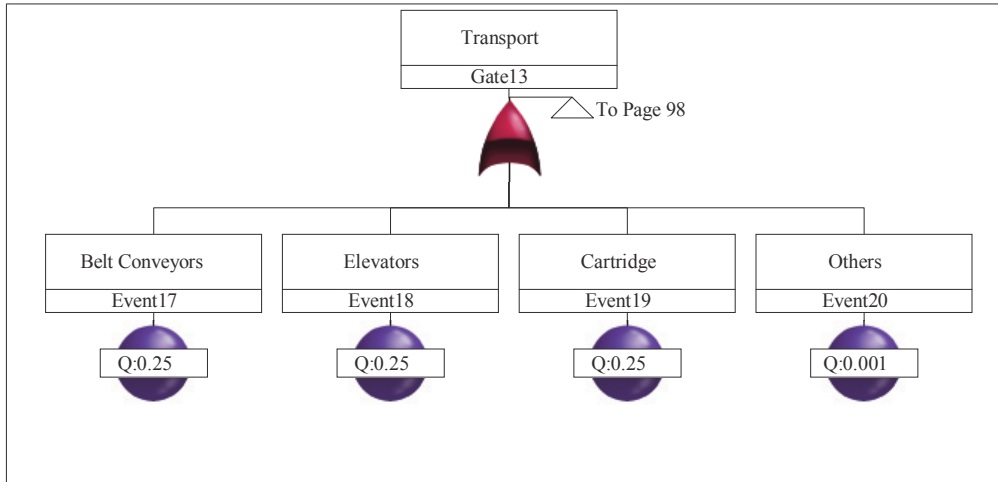 Transport
Gate13
To Page 98
Belt Conveyors
Event17
Q:0.25
Elevators
Event18
Q:0.25
Cartridge
Event19
Q:0.25
Others
Event20
Q:0.001